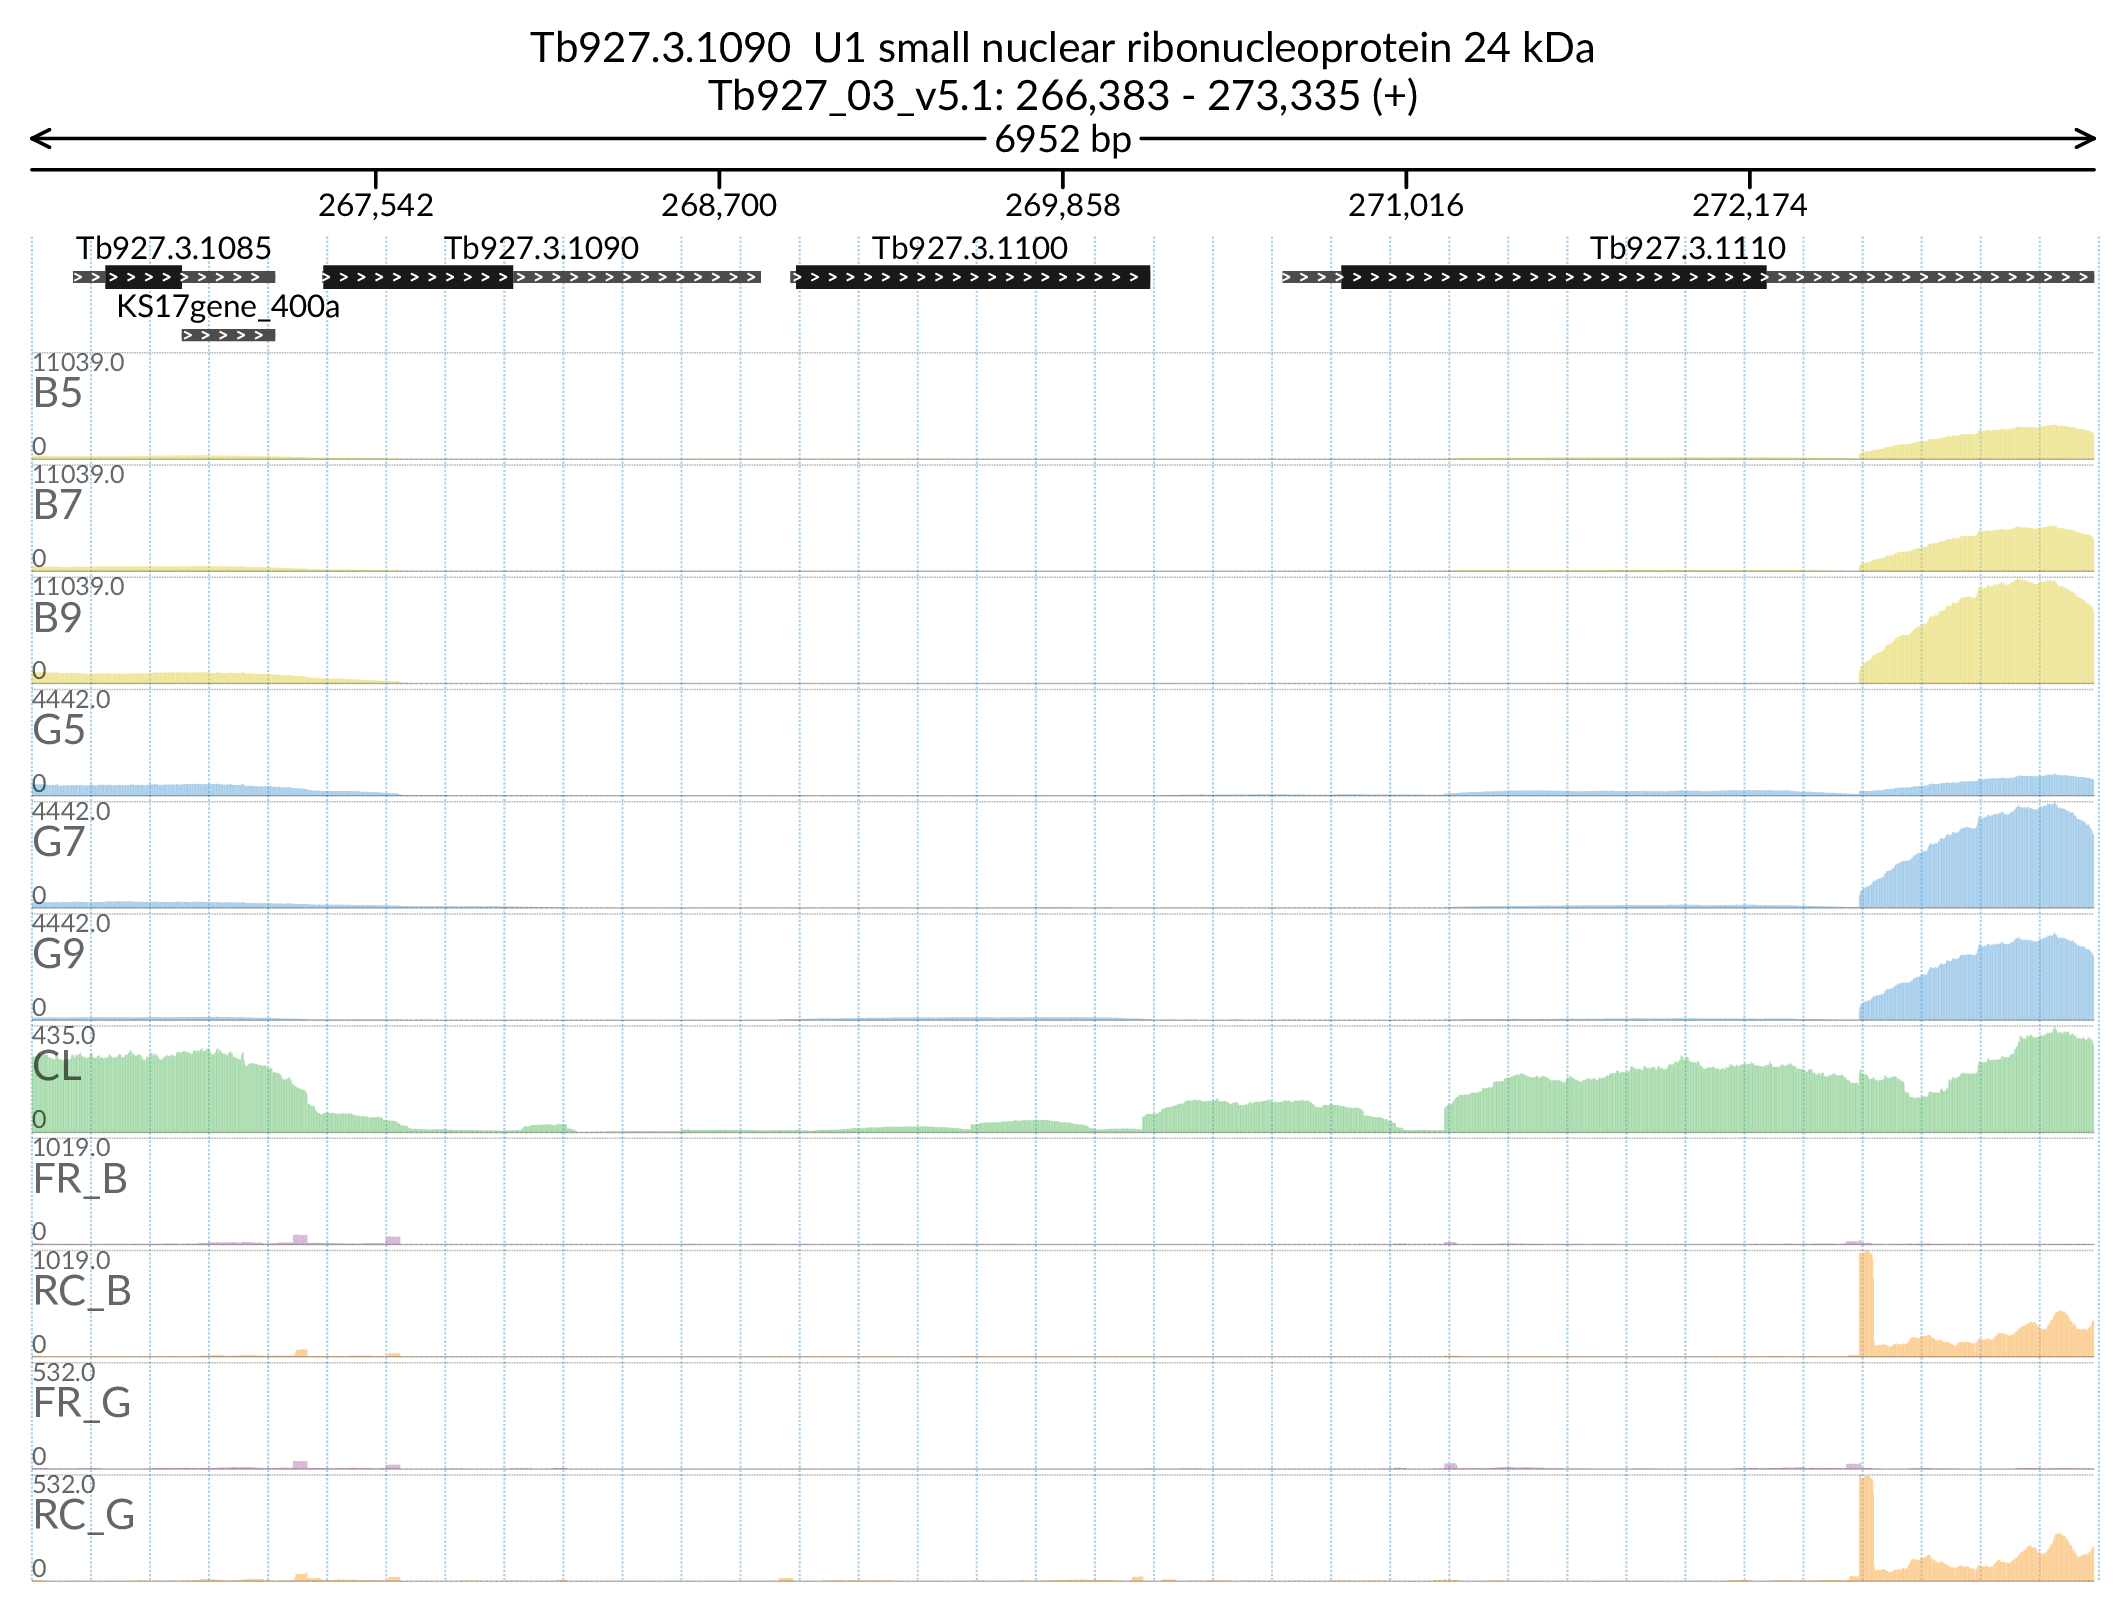 Tb927.3.1090  U1 small nuclear ribonucleoprotein 24 kDa
Tb927_03_v5.1: 266,383 - 273,335 (+)
6952 bp
267,542 268,700 269,858 271,016 272,174
Tb927.3.1085 Tb927.3.1090 Tb927.3.1100 Tb927.3.1110
KS17gene_400a
11039.0
B5
0
11039.0
B7
0
11039.0
B9
0
4442.0
G5
0
4442.0
G7
0
4442.0
G9
0
435.0
CL
0
1019.0
FR_B
0
1019.0
RC_B
0
532.0
FR_G
0
532.0
RC_G
0